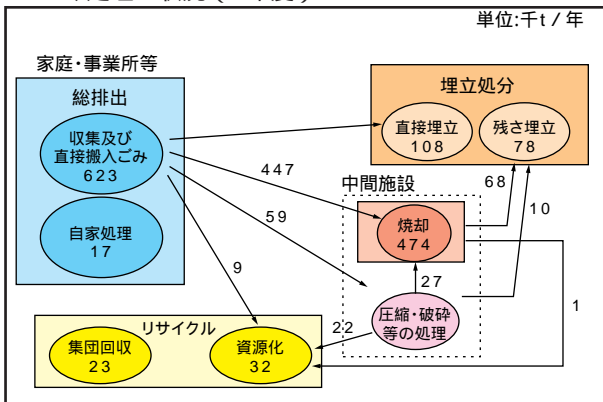 単位:千t / 年
家庭・事業所等
総排出
収集及び
直接搬入ごみ
623
自家処理
17
埋立処分
直接埋立
108
残さ埋立
78
447
59
9
中間施設
68
10
焼却
474
27
圧縮・破砕
等の処理
22
1
リサイクル
集団回収
23
資源化
32